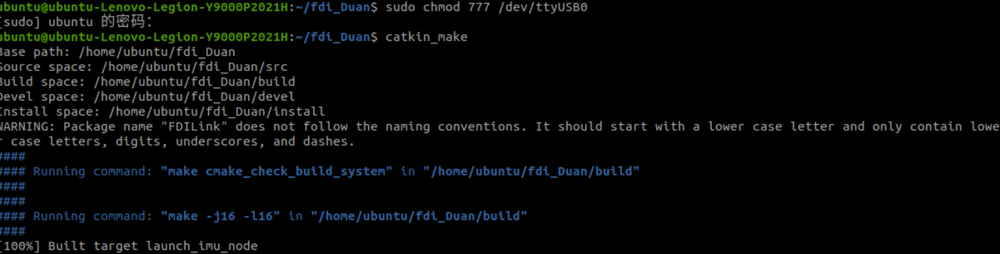 ubuntu@ubuntu-Lenovo-Legion-Y9000P2021H:~/fdi_Duan$ sudo chmod 777 /dev/ttyUSB0
[sudo] ubuntu 的密码：
ubuntu@ubuntu-Lenovo-Legion-Y9000P2021H:~/fdi_Duan$ catkin_make
Base path: /home/ubuntu/fdi_Duan
Source space: /home/ubuntu/fdi_Duan/src
Build space: /home/ubuntu/fdi_Duan/build
Devel space: /home/ubuntu/fdi_Duan/devel
Install space: /home/ubuntu/fdi_Duan/install
WARNING: Package name "FDILink" does not follow the naming conventions. It should start with a lower case letter and only contain lowe
r case letters, digits, underscores, and dashes.
####
#### Running command: "make cmake_check_build_system" in "/home/ubuntu/fdi_Duan/build"
####
####
#### Running command: "make -j16 -l16" in "/home/ubuntu/fdi_Duan/build"
####
[100%] Built target launch_imu_node